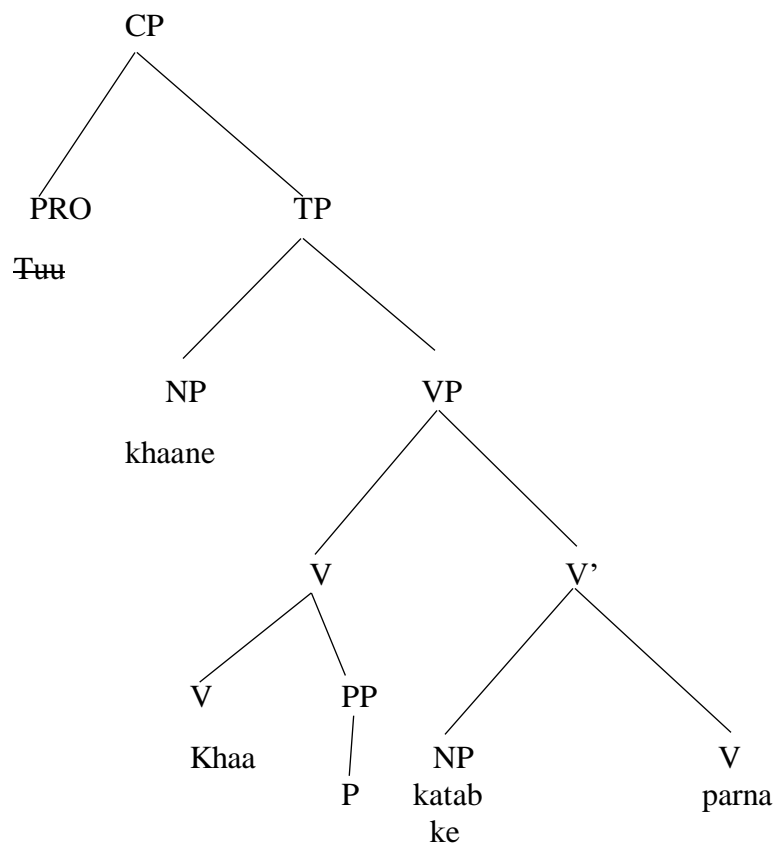 CP
PRO TP
Tuu
NP VP
khaane
V V’
V PP
Khaa NP V
P katab parna
ke